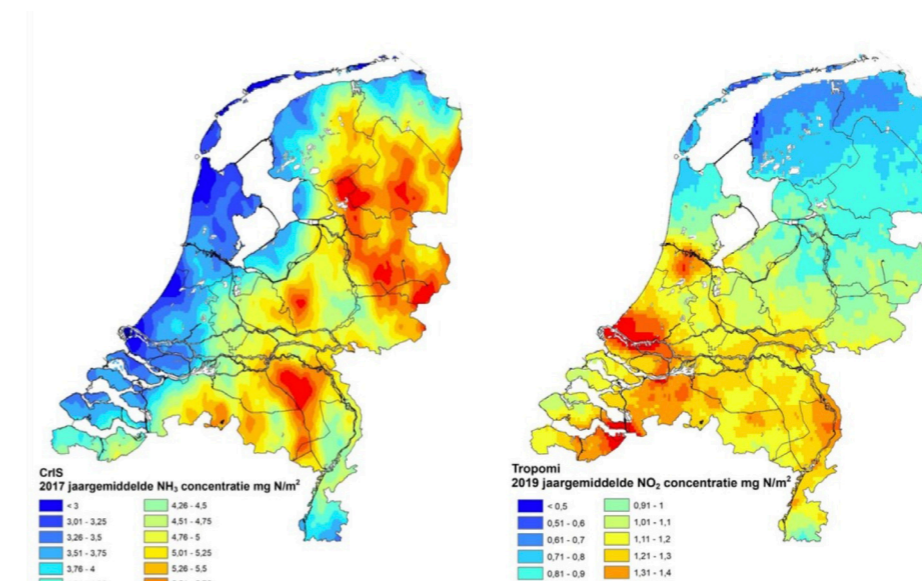 CrIS
2017 jaargemiddelde NH₃ concentratie mg N/m²
< 3
3,01 - 3,25
3,26 - 3,5
3,51 - 3,75
3,76 - 4
4,26 - 4,5
4,51 - 4,75
4,76 - 5
5,01 - 5,25
5,26 - 5,5
Tropomi
2019 jaargemiddelde NO₂ concentratie mg N/m²
< 0,5
0,51 - 0,6
0,61 - 0,7
0,71 - 0,8
0,81 - 0,9
0,91 - 1
1,01 - 1,1
1,11 - 1,2
1,21 - 1,3
1,31 - 1,4